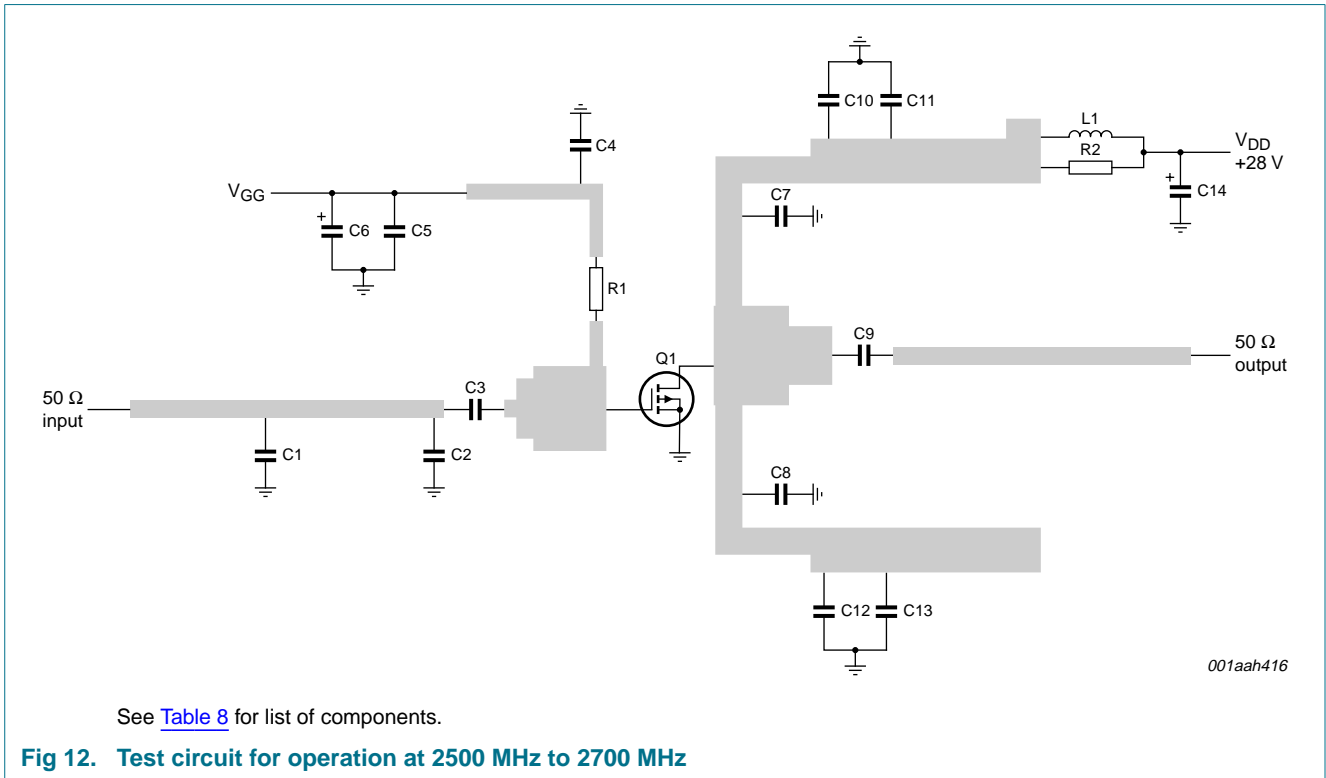 C10
C11
L1
R2
V_DD
+28 V
C14
C4
V_GG
+
C6
C5
C7
+
R1
C9
50 Ω
output
Q1
50 Ω
input
C3
C1
C2
C8
C12
C13
001aah416
See Table 8 for list of components.
Fig 12. Test circuit for operation at 2500 MHz to 2700 MHz